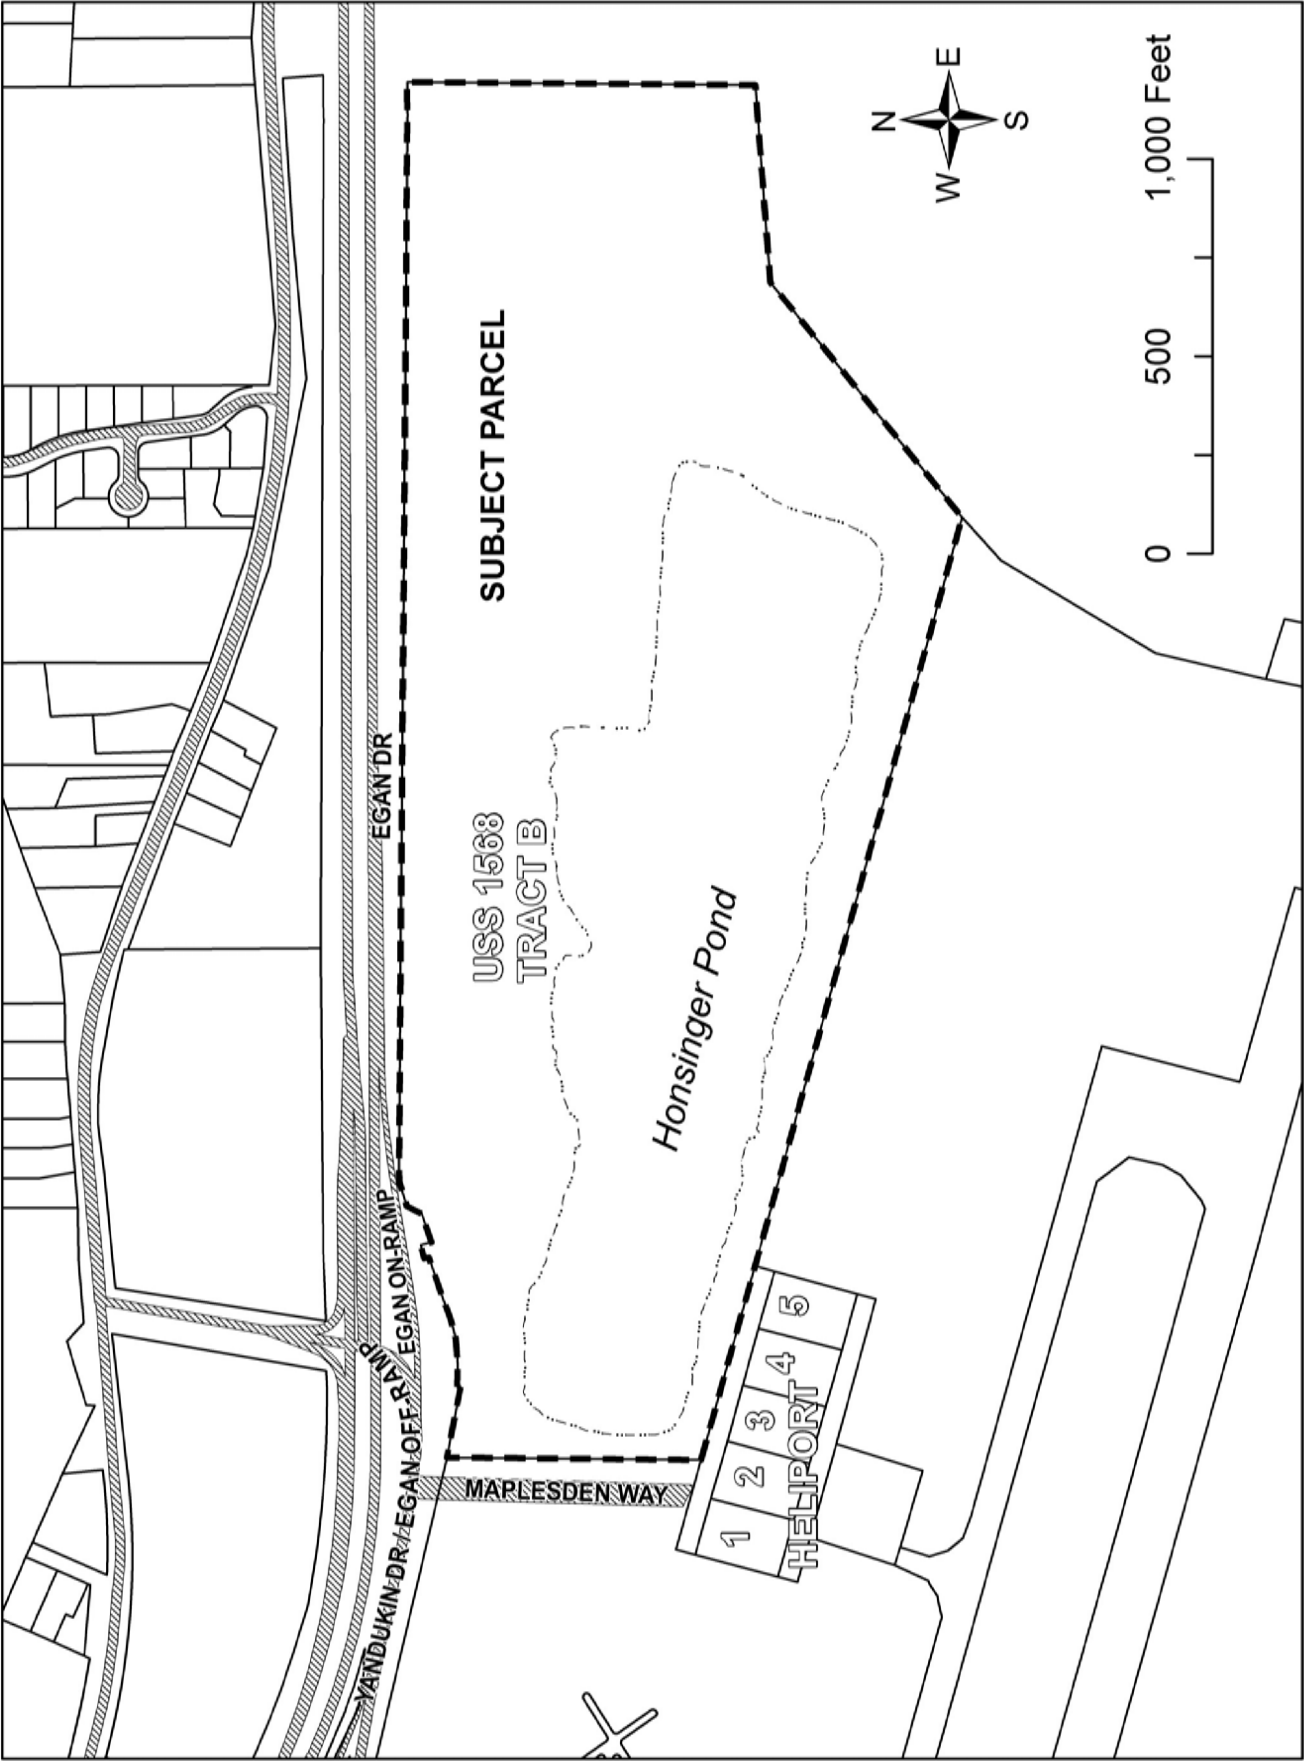 EGAN DR
SUBJECT PARCEL
USS 1568
TRACT B
Honsinger Pond
EGAN ON-RAMP
YANDUKIN DR / EGAN OFF-RAMP
MAPLESDEN WAY
1
2
3
4
5
HELIPORT
N
W
E
S
0
500
1,000 Feet